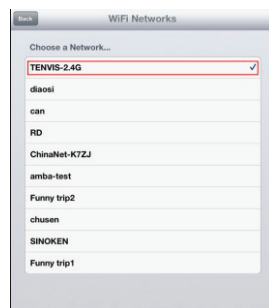 Back
WiFi Networks
Choose a Network...
TENVIS-2.4G
diaosi
can
RD
ChinaNet-K7ZJ
amba-test
Funny trip2
chusen
SINOKEN
Funny trip1